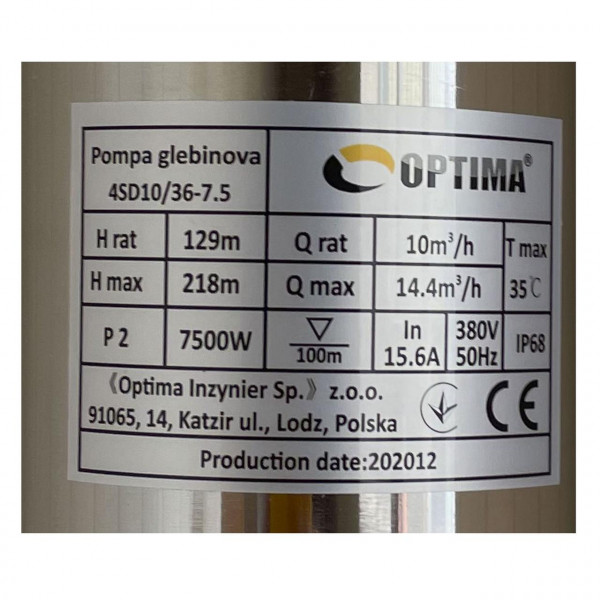 Pompa glebinova
4SD10/36-7.5
OPTIMA®
H rat 129m Q rat 10m³/h T max
H max 218m Q max 14.4m³/h 35℃
P 2 7500W 100m In 15.6A 380V 50Hz IP68
《Optima Inzynier Sp.》 z.o.o.
91065, 14, Katzir ul., Lodz, Polska
CE
Production date:202012